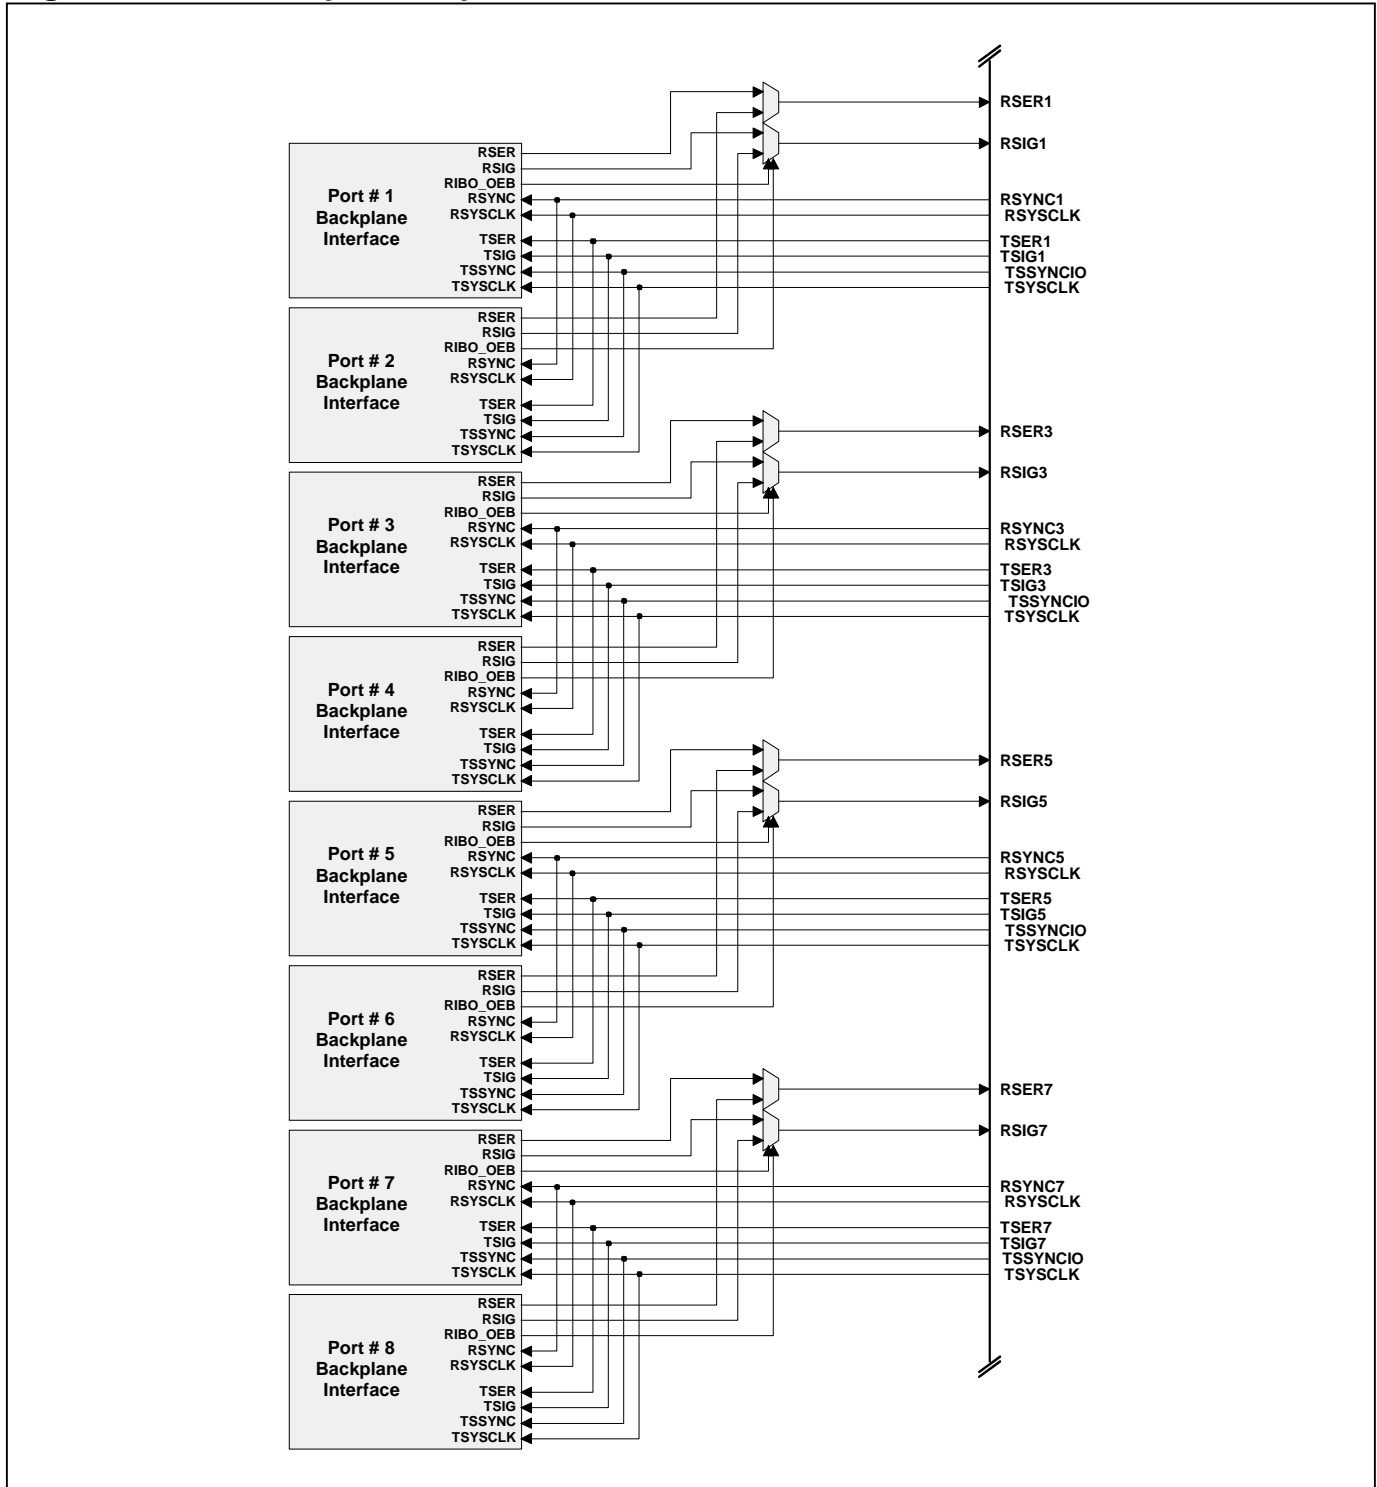 RSER1
RSIG1
RSER
RSIG
RIBO_OEB
RSYNC
RSYSCLK
TSER
TSIG
TSSYNC
TSYSCLK
Port # 1
Backplane
Interface
RSYNC1
RSYSCLK
TSER1
TSIG1
TSSYNCIO
TSYSCLK
RSER
RSIG
RIBO_OEB
RSYNC
RSYSCLK
TSER
TSIG
TSSYNC
TSYSCLK
Port # 2
Backplane
Interface
RSER3
RSIG3
RSER
RSIG
RIBO_OEB
RSYNC
RSYSCLK
TSER
TSIG
TSSYNC
TSYSCLK
Port # 3
Backplane
Interface
RSYNC3
RSYSCLK
TSER3
TSIG3
TSSYNCIO
TSYSCLK
RSER
RSIG
RIBO_OEB
RSYNC
RSYSCLK
TSER
TSIG
TSSYNC
TSYSCLK
Port # 4
Backplane
Interface
RSER5
RSIG5
RSER
RSIG
RIBO_OEB
RSYNC
RSYSCLK
TSER
TSIG
TSSYNC
TSYSCLK
Port # 5
Backplane
Interface
RSYNC5
RSYSCLK
TSER5
TSIG5
TSSYNCIO
TSYSCLK
RSER
RSIG
RIBO_OEB
RSYNC
RSYSCLK
TSER
TSIG
TSSYNC
TSYSCLK
Port # 6
Backplane
Interface
RSER7
RSIG7
RSER
RSIG
RIBO_OEB
RSYNC
RSYSCLK
TSER
TSIG
TSSYNC
TSYSCLK
Port # 7
Backplane
Interface
RSYNC7
RSYSCLK
TSER7
TSIG7
TSSYNCIO
TSYSCLK
RSER
RSIG
RIBO_OEB
RSYNC
RSYSCLK
TSER
TSIG
TSSYNC
TSYSCLK
Port # 8
Backplane
Interface